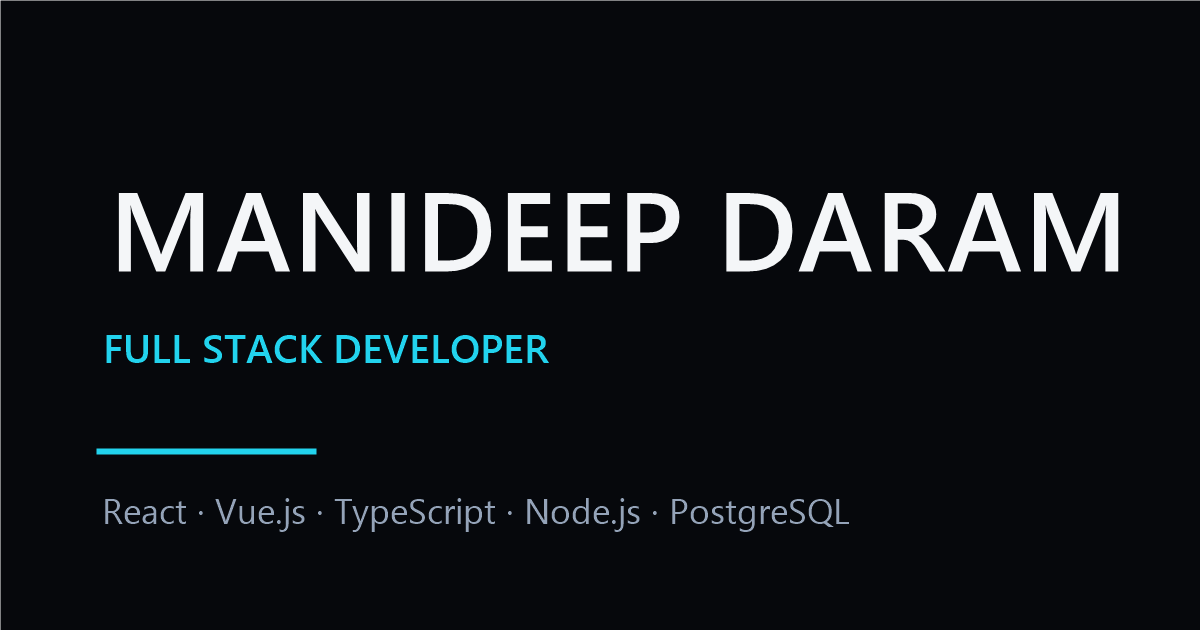 MANIDEEP DARAM
FULL STACK DEVELOPER
React · Vue.js · TypeScript · Node.js · PostgreSQL